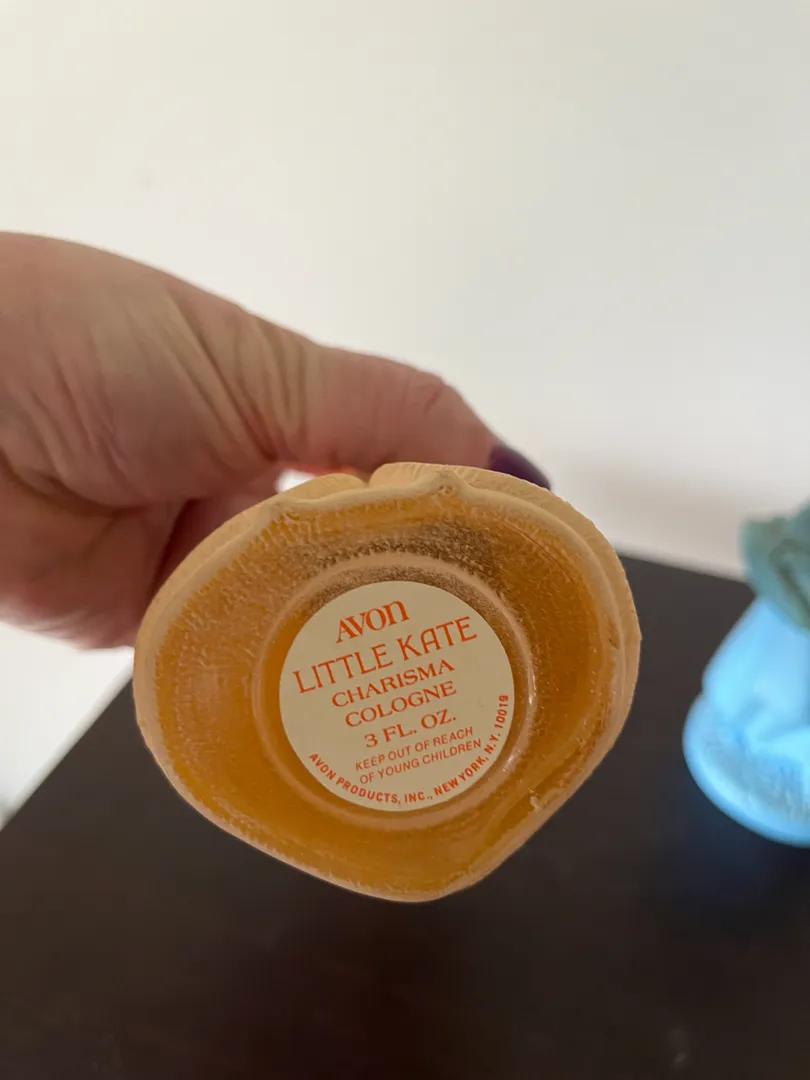 AVON
LITTLE KATE
CHARISMA
COLOGNE
3 FL. OZ.
KEEP OUT OF REACH
OF YOUNG CHILDREN
AVON PRODUCTS, INC., NEW YORK, N.Y. 10019